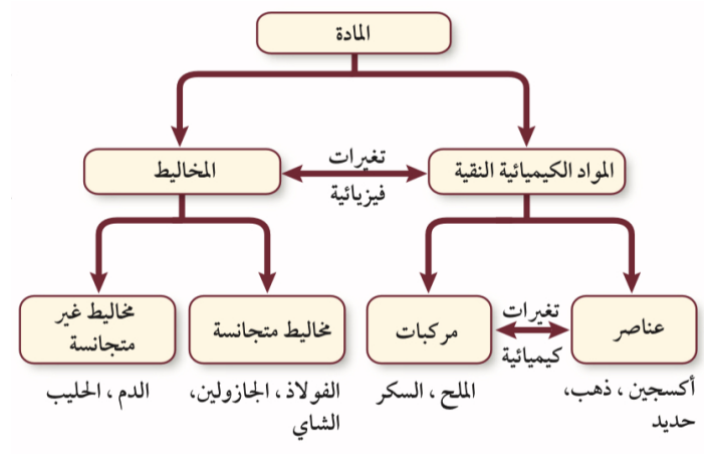 المادة
المواد الكيميائية النقية
تغيرات
فيزيائية
المخاليط
عناصر
تغيرات
كيميائية
مركبات
مخاليط متجانسة
مخاليط غير
متجانسة
أكسجين ، ذهب،
حديد
الملح ، السكر
الفولاذ ، الجازولين،
الشاي
الدم ، الحليب